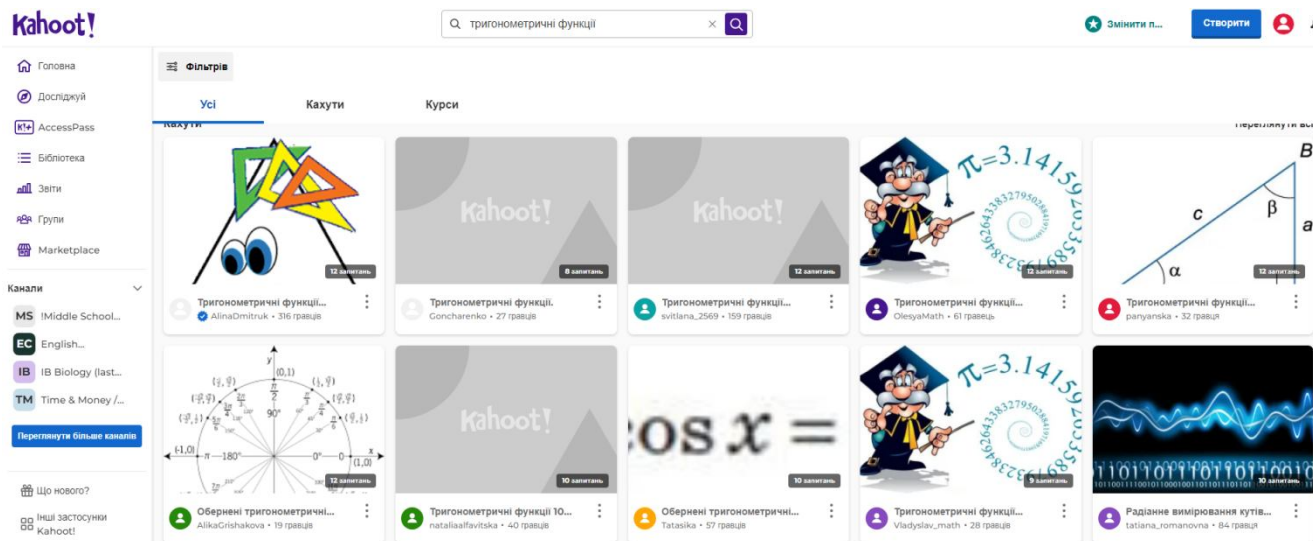 Kahoot!
тригонометричні функції
Змінити п...
Створити
Головна
Досліджуй
K!+ AccessPass
Бібліотека
Звіти
Групи
Marketplace
Канали
MS !Middle School...
EC English...
IB IB Biology (last...
TM Time & Money /...
Переглянути більше каналів
Що нового?
Інші застосунки
Kahoot!
Фільтрів
Усі Кахути Курси
Кахути Переглянути всі
12 запитань
Тригонометричні функції...
AlinaDmitruk • 316 гравців
Kahoot!
8 запитань
Тригонометричні функції.
Goncharenko • 27 гравців
Kahoot!
12 запитань
Тригонометричні функції...
svitlana_2569 • 159 гравців
π=3.14159
12 запитань
Тригонометричні функції...
OlesyaMath • 61 гравець
B
c
β
a
α
12 запитань
Тригонометричні функції...
panyanska • 32 гравця
y
(0,1)
90°
(-1,0) π 180° 0° 0 x
(1,0)
12 запитань
Обернені тригонометричні...
AlikaGrishakova • 19 гравців
Kahoot!
10 запитань
Тригонометричні функції 10...
nataliaalfavitska • 40 гравців
cos x =
10 запитань
Обернені тригонометричні...
Tatasika • 57 гравців
π=3.14159
9 запитань
Тригонометричні функції...
Vladyslav_math • 28 гравців
10 запитань
Радіанне вимірювання кутів...
tatiana_romanovna • 84 гравця